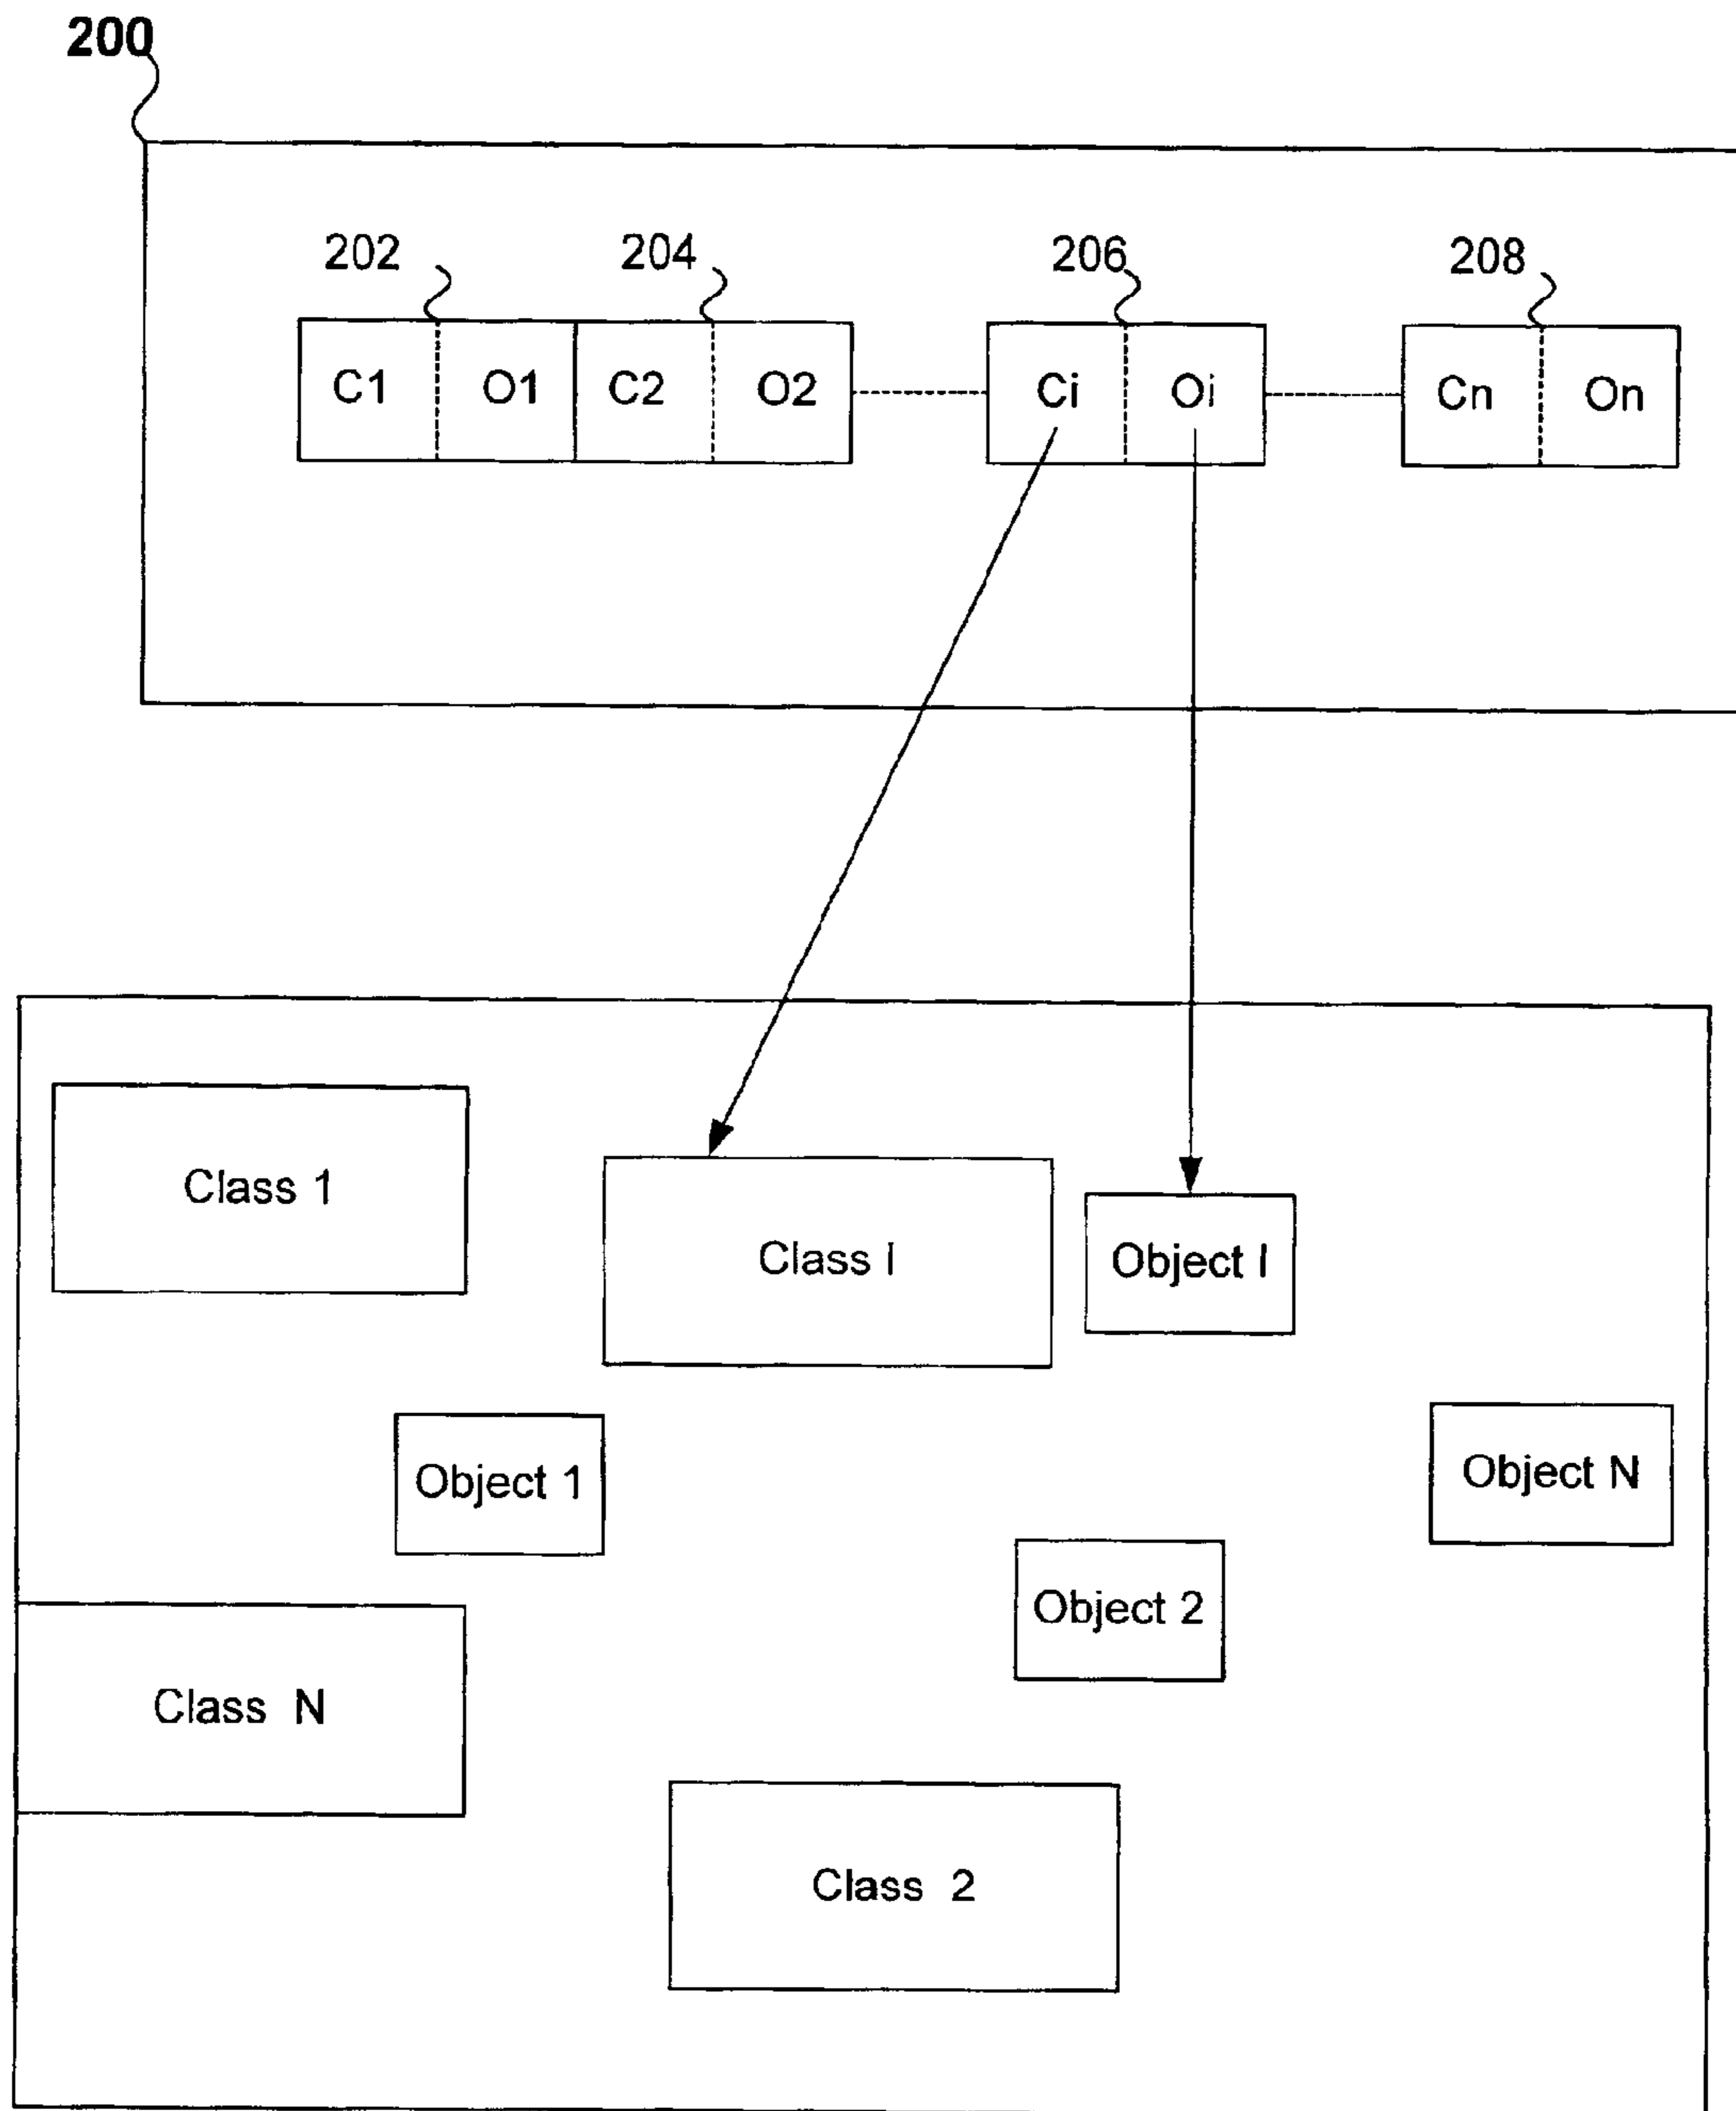 200
202 204 206 208
C1 O1 C2 O2 Ci Oi Cn On
Class 1
Class I
Object I
Object 1
Object N
Object 2
Class N
Class 2